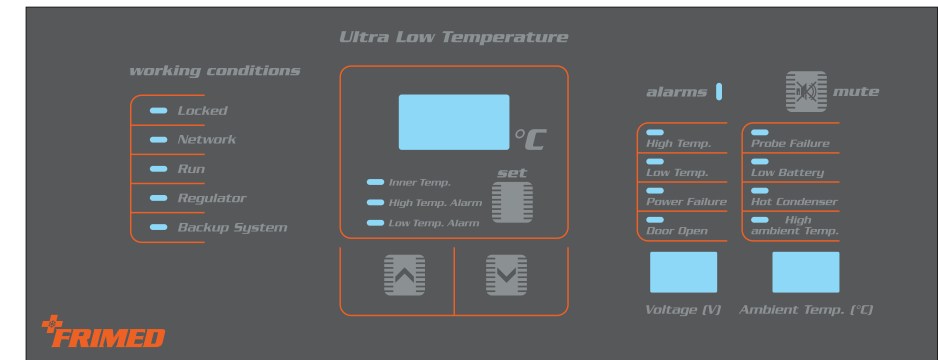 Ultra Low Temperature
working conditions
Locked
Network
Run
Regulator
Backup System
°C
set
Inner Temp.
High Temp. Alarm
Low Temp. Alarm
alarms
mute
High Temp.
Low Temp.
Power Failure
Door Open
Probe Failure
Low Battery
Hot Condenser
High
ambient Temp.
Voltage (V)
Ambient Temp. (°C)
FRIMED